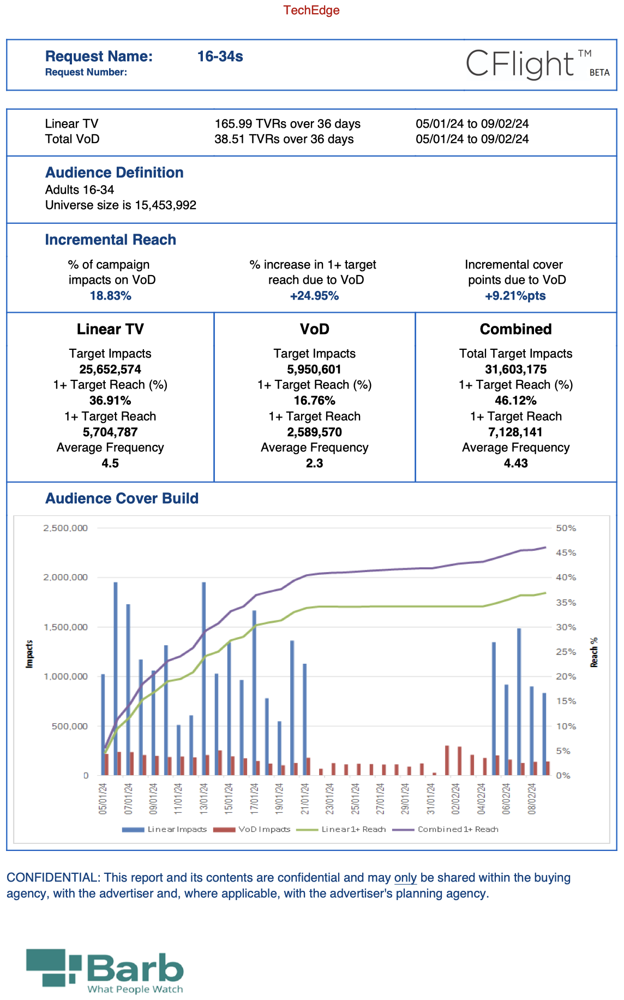 TechEdge
Request Name: 16-34s
Request Number:
CFlight™ BETA
Linear TV 165.99 TVRs over 36 days 05/01/24 to 09/02/24
Total VoD 38.51 TVRs over 36 days 05/01/24 to 09/02/24
Audience Definition
Adults 16-34
Universe size is 15,453,992
Incremental Reach
% of campaign impacts on VoD
18.83%
% increase in 1+ target reach due to VoD
+24.95%
Incremental cover points due to VoD
+9.21%pts
Linear TV
Target Impacts
25,652,574
1+ Target Reach (%)
36.91%
1+ Target Reach
5,704,787
Average Frequency
4.5
VoD
Target Impacts
5,950,601
1+ Target Reach (%)
16.76%
1+ Target Reach
2,589,570
Average Frequency
2.3
Combined
Total Target Impacts
31,603,175
1+ Target Reach (%)
46.12%
1+ Target Reach
7,128,141
Average Frequency
4.43
Audience Cover Build
2,500,000
2,000,000
1,500,000
1,000,000
500,000
0
Impacts
50%
45%
40%
35%
30%
25%
20%
15%
10%
5%
0%
Reach %
05/01/24
07/01/24
09/01/24
11/01/24
13/01/24
15/01/24
17/01/24
19/01/24
21/01/24
23/01/24
25/01/24
27/01/24
29/01/24
31/01/24
02/02/24
04/02/24
06/02/24
08/02/24
Linear Impacts VoD Impacts Linear 1+ Reach Combined 1+ Reach
CONFIDENTIAL: This report and its contents are confidential and may only be shared within the buying
agency, with the advertiser and, where applicable, with the advertiser's planning agency.
Barb
What People Watch